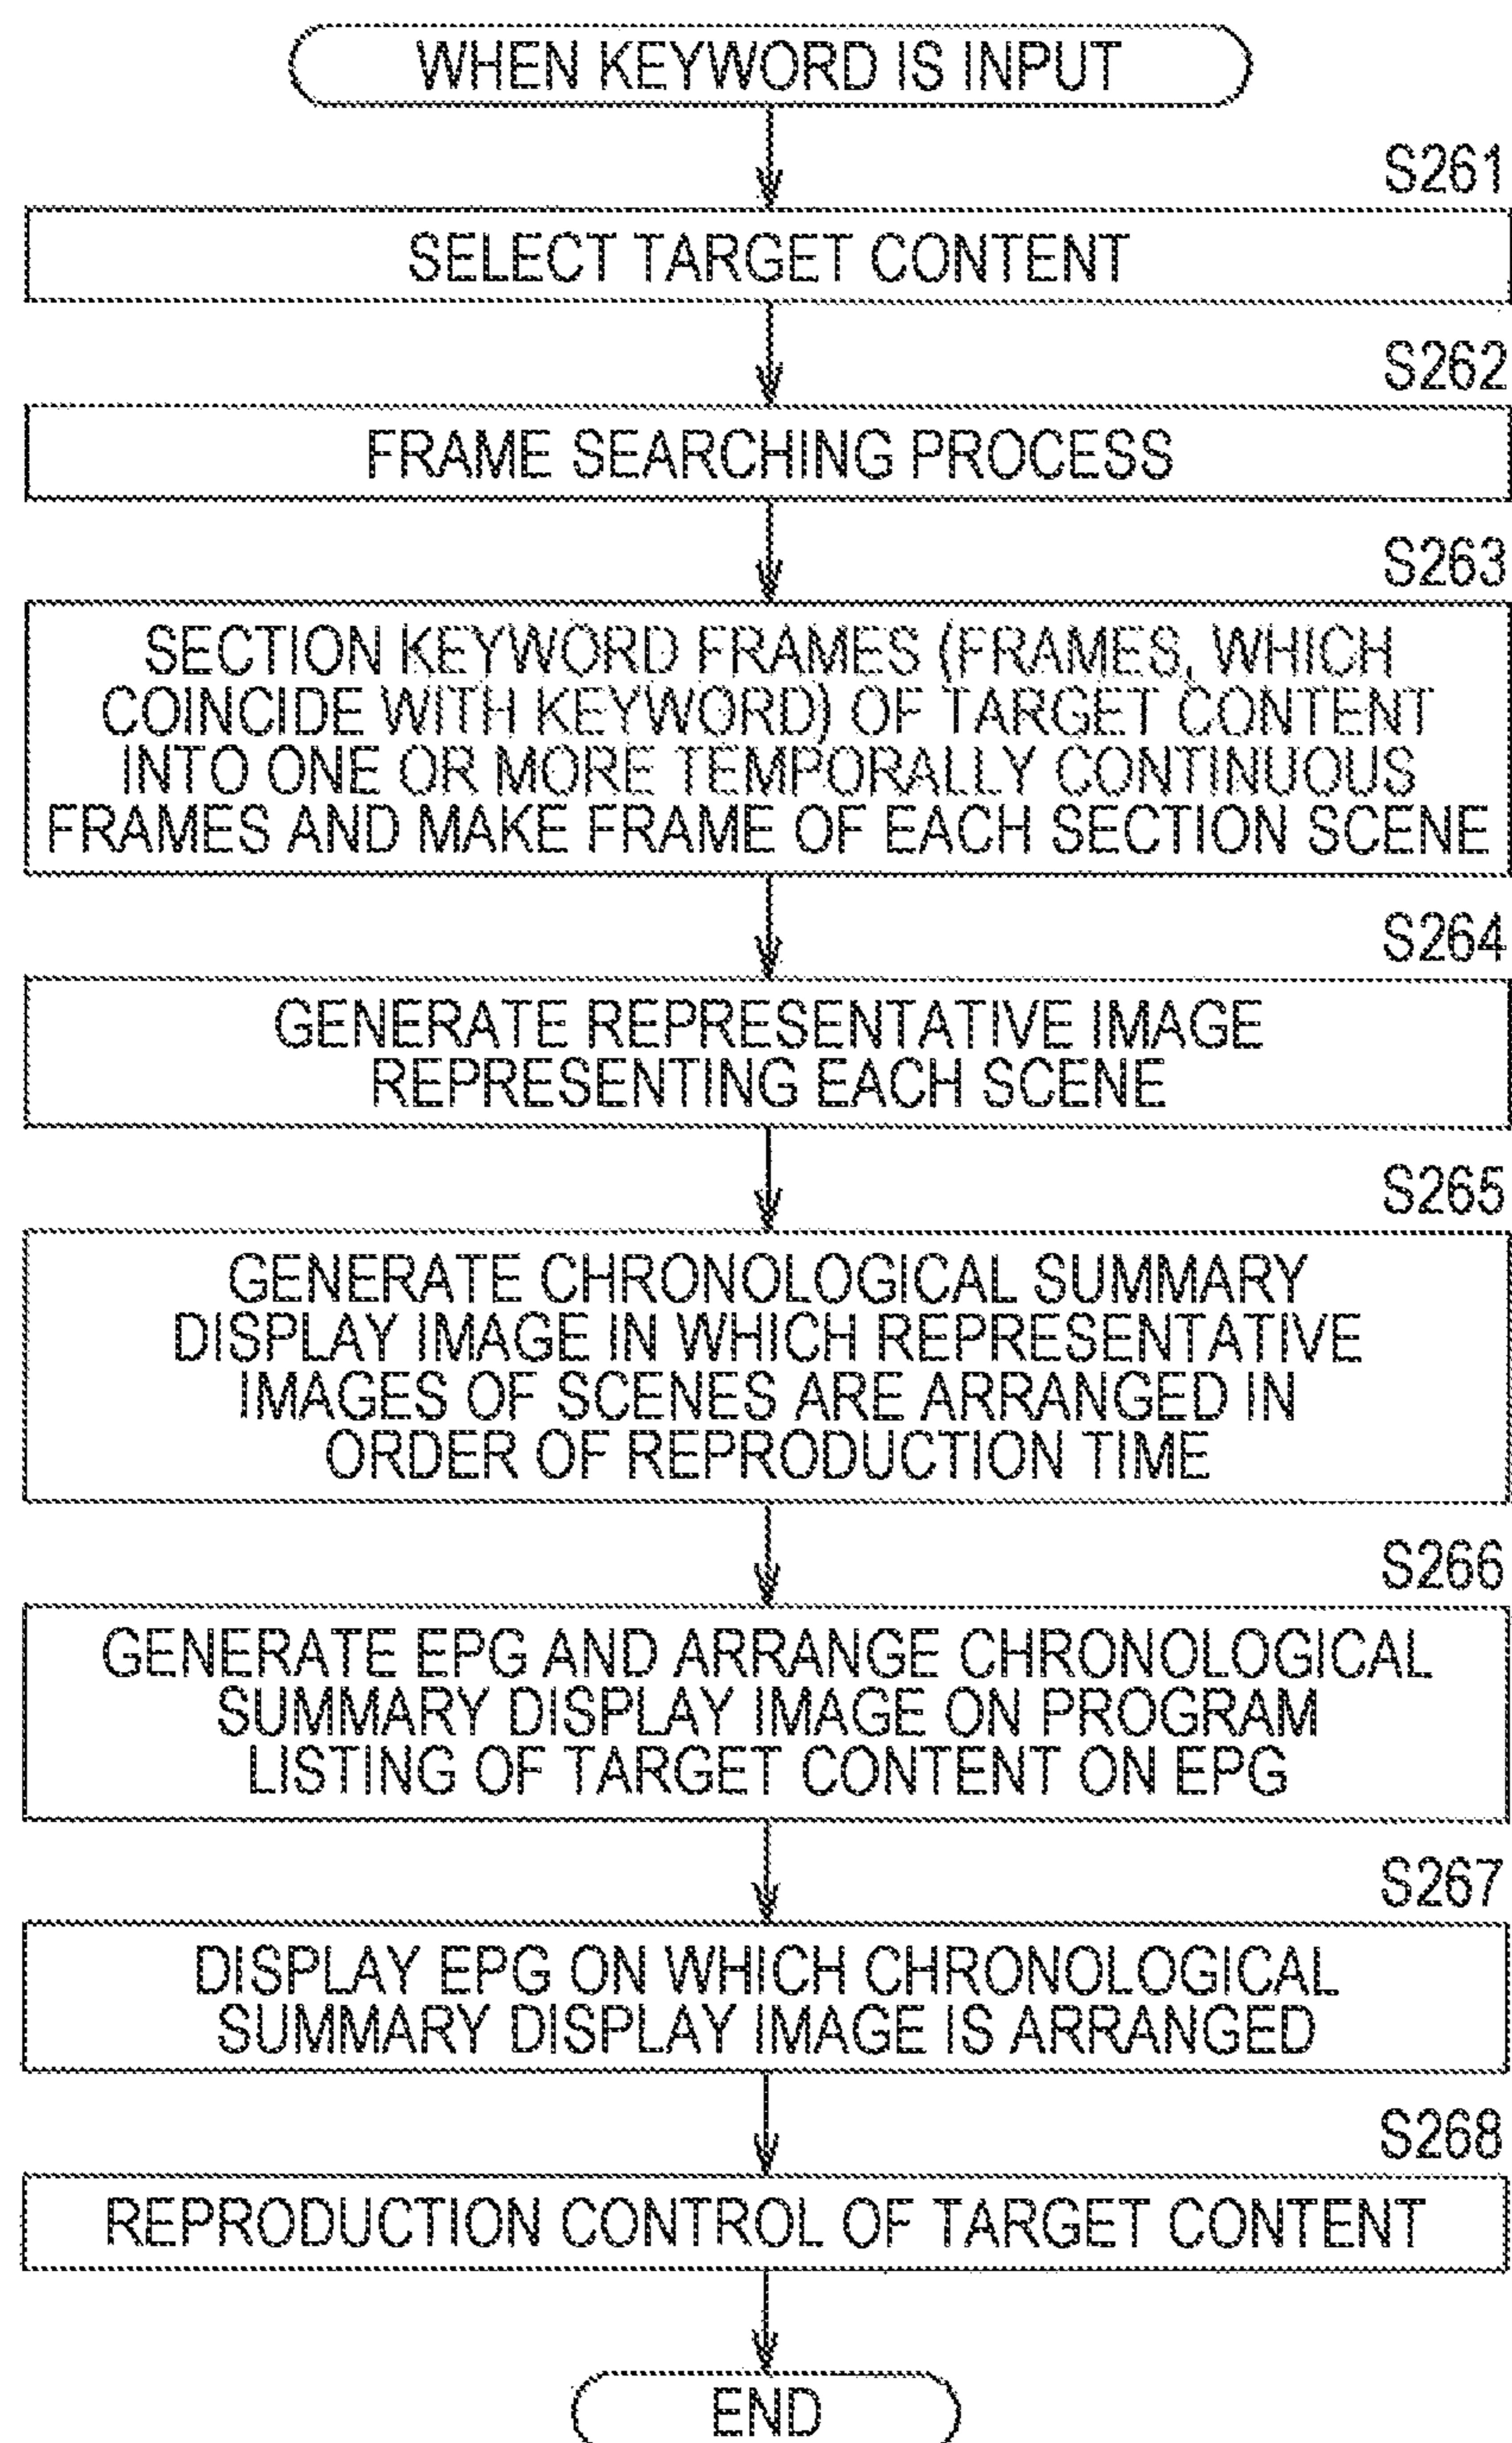 WHEN KEYWORD IS INPUT
S261
SELECT TARGET CONTENT
S262
FRAME SEARCHING PROCESS
S263
SECTION KEYWORD FRAMES (FRAMES, WHICH
COINCIDE WITH KEYWORD) OF TARGET CONTENT
INTO ONE OR MORE TEMPORALLY CONTINUOUS
FRAMES AND MAKE FRAME OF EACH SECTION SCENE
S264
GENERATE REPRESENTATIVE IMAGE
REPRESENTING EACH SCENE
S265
GENERATE CHRONOLOGICAL SUMMARY
DISPLAY IMAGE IN WHICH REPRESENTATIVE
IMAGES OF SCENES ARE ARRANGED IN
ORDER OF REPRODUCTION TIME
S266
GENERATE EPG AND ARRANGE CHRONOLOGICAL
SUMMARY DISPLAY IMAGE ON PROGRAM
LISTING OF TARGET CONTENT ON EPG
S267
DISPLAY EPG ON WHICH CHRONOLOGICAL
SUMMARY DISPLAY IMAGE IS ARRANGED
S268
REPRODUCTION CONTROL OF TARGET CONTENT
END